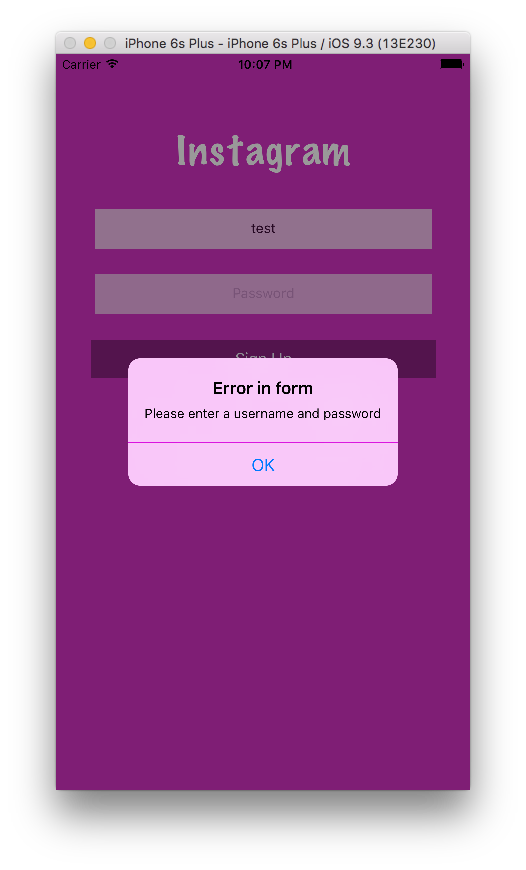 iPhone 6s Plus - iPhone 6s Plus / iOS 9.3 (13E230)
Carrier 10:07 PM
Instagram
test
Password
Sign Up
Error in form
Please enter a username and password
OK